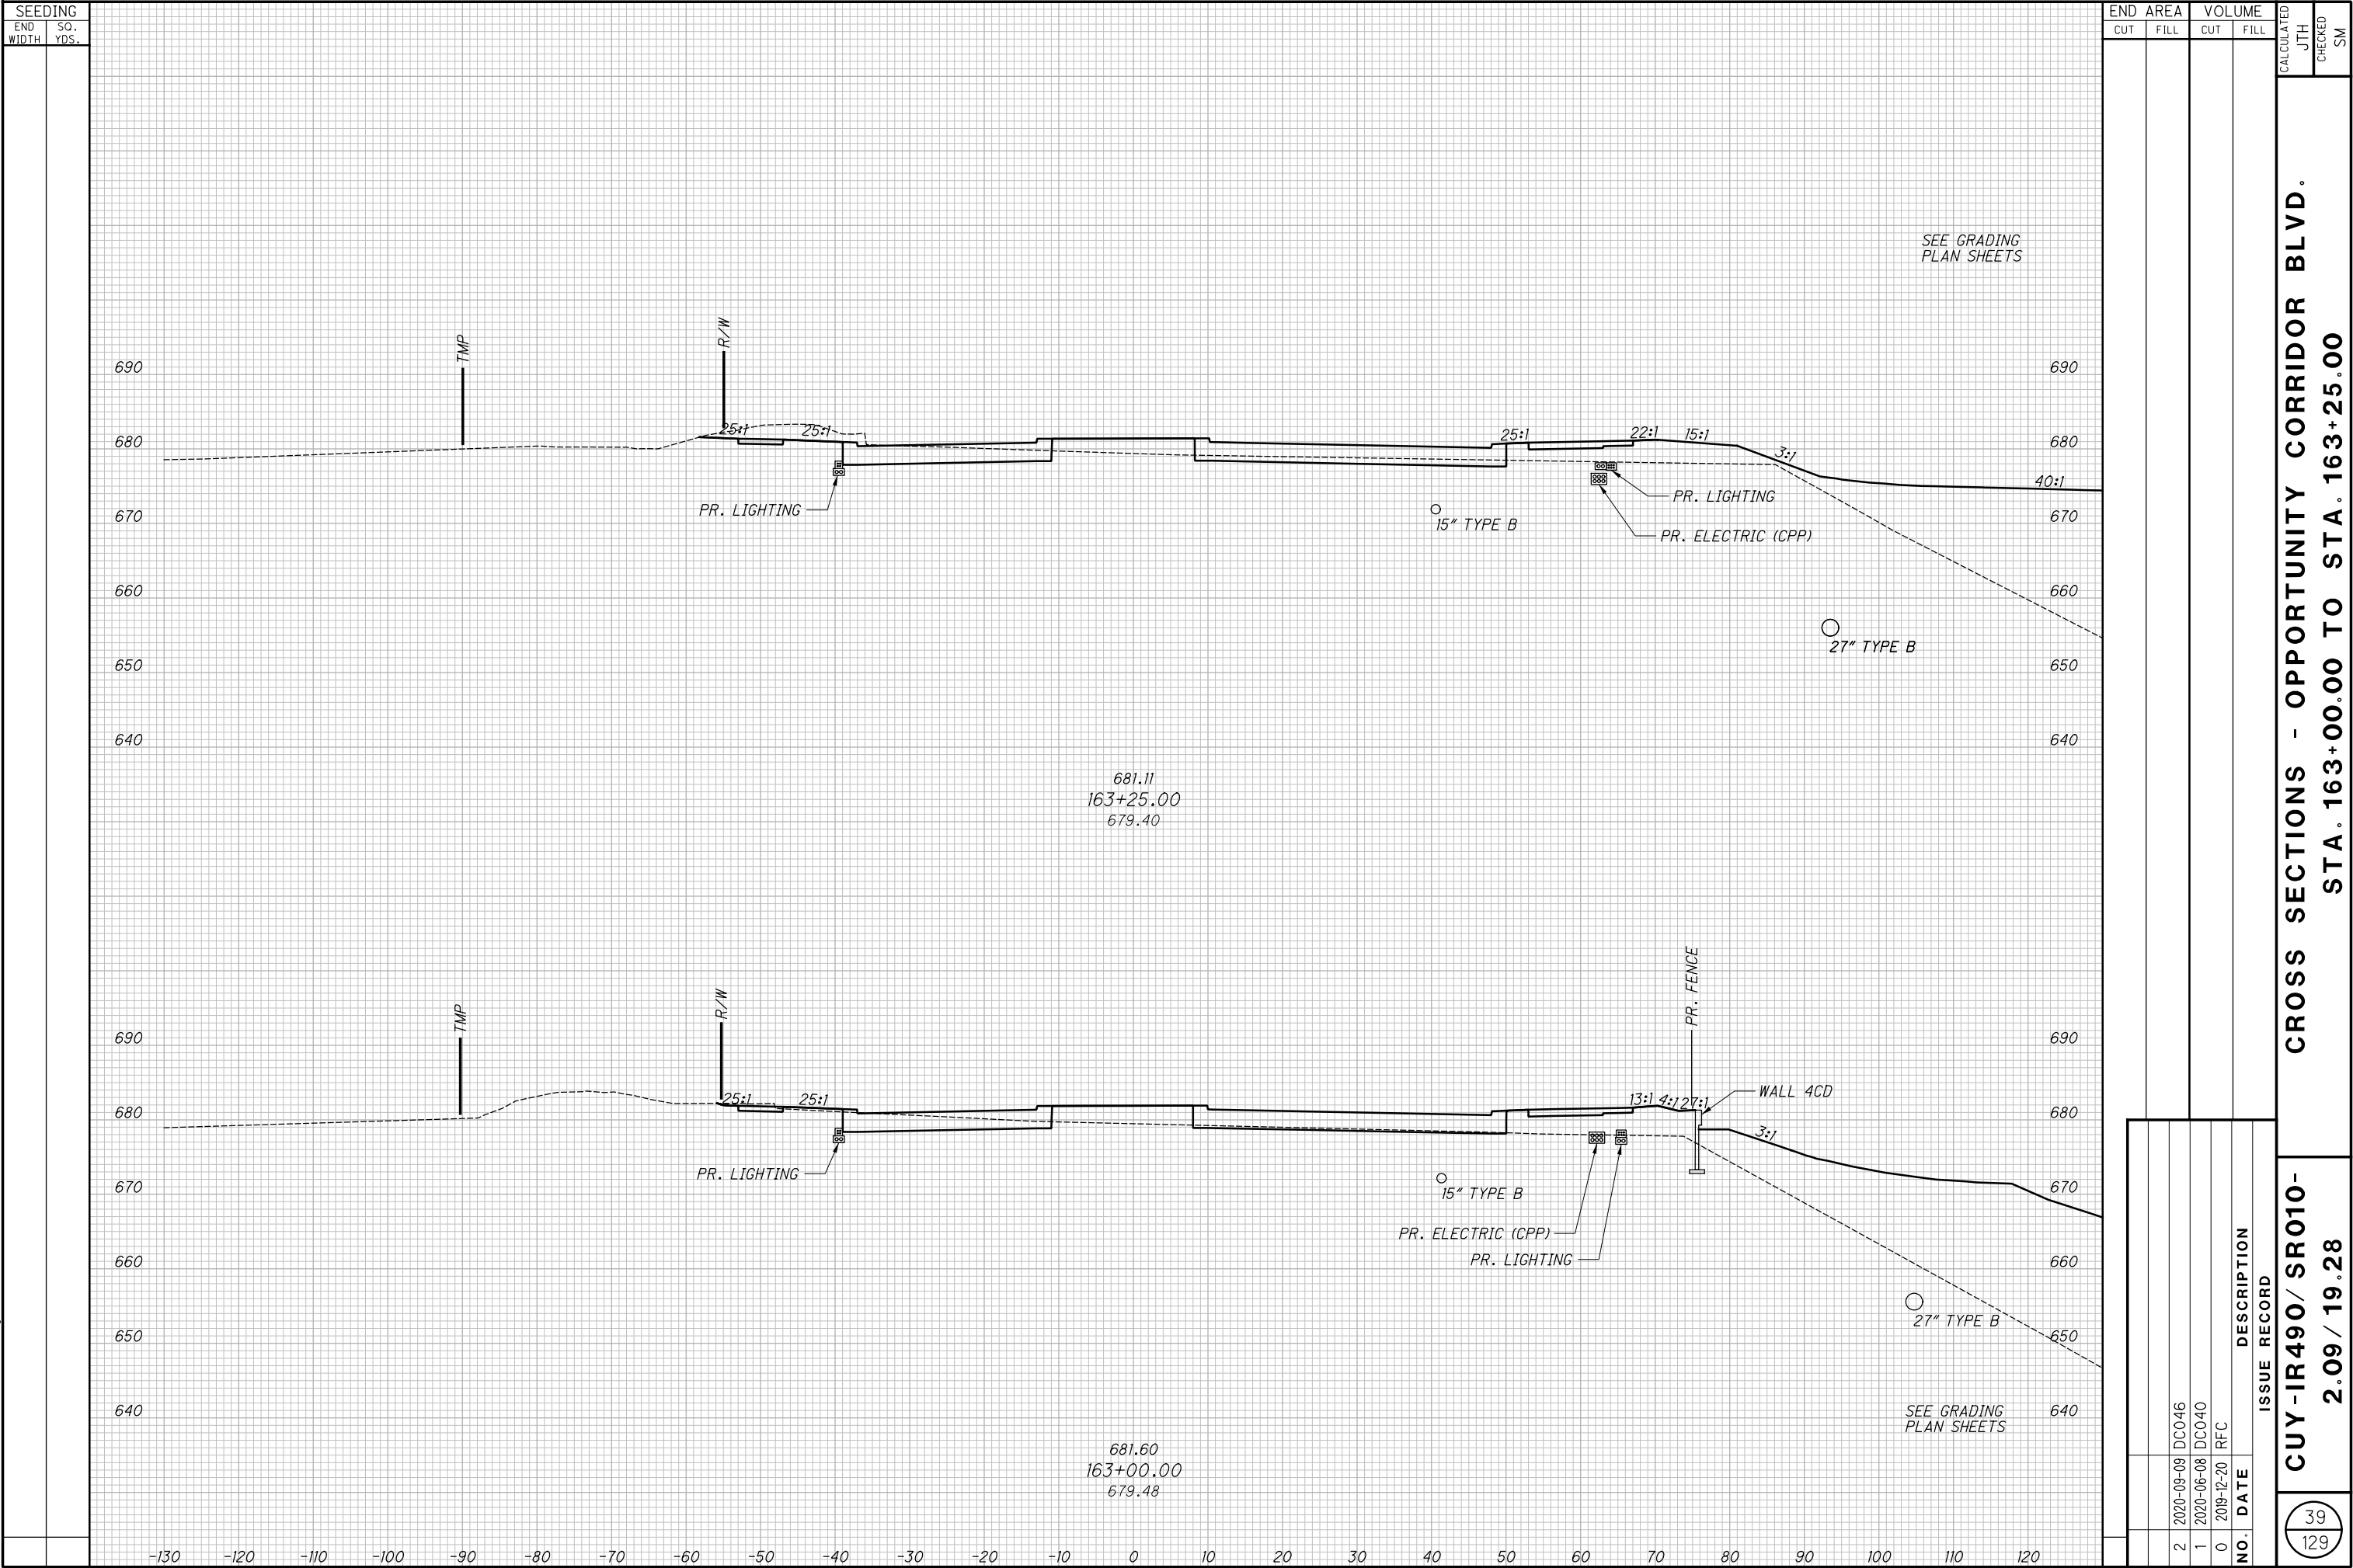 SEEDING
END WIDTH
SQ. YDS.
END AREA
VOLUME
CUT
FILL
CUT
FILL
CALCULATED
JTH
CHECKED
SM
SEE GRADING
PLAN SHEETS
TMP
R/W
690
690
680
25:1
25:1
25:1
22:1
15:1
3:1
680
40:1
670
PR. LIGHTING
15" TYPE B
PR. LIGHTING
PR. ELECTRIC (CPP)
670
660
660
27" TYPE B
650
650
640
640
681.11
163+25.00
679.40
TMP
R/W
PR. FENCE
690
690
680
25:1
25:1
13:1
4:1
27:1
WALL 4CD
3:1
680
670
PR. LIGHTING
15" TYPE B
670
PR. ELECTRIC (CPP)
PR. LIGHTING
660
660
27" TYPE B
650
650
640
SEE GRADING
PLAN SHEETS
640
681.60
163+00.00
679.48
-130 -120 -110 -100 -90 -80 -70 -60 -50 -40 -30 -20 -10 0 10 20 30 40 50 60 70 80 90 100 110 120
CROSS SECTIONS - OPPORTUNITY CORRIDOR BLVD.
STA. 163+00.00 TO STA. 163+25.00
2 2020-09-09 DC046
1 2020-06-08 DC040
0 2019-12-20 RFC
NO. DATE DESCRIPTION
ISSUE RECORD
CUY-IR490/SR010-
2.09/19.28
39
129